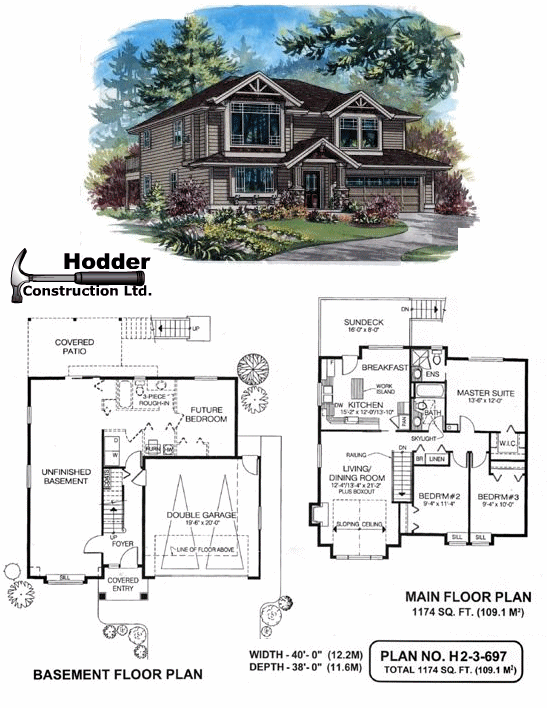 Hodder
Construction Ltd.
COVERED
PATIO
UP
3-PIECE
ROUGH-IN
FUTURE
BEDROOM
W
D
FURN
HW
UNFINISHED
BASEMENT
DOUBLE GARAGE
19'-6" x 20'-0"
LINE OF FLOOR ABOVE
UP
FOYER
SILL
COVERED
ENTRY
BASEMENT FLOOR PLAN
DN
SUNDECK
16'-0" x 8'-0"
BREAKFAST
ENS
WORK
ISLAND
MASTER SUITE
13'-6" x 12'-0"
KITCHEN
15'-2" x 12'-0"/13'-10"
DW
PAN
BATH
SKYLIGHT
W.I.C.
RAILING
DN
BR
LINEN
LIVING/
DINING ROOM
12'-4"/13'-4" x 21'-2"
PLUS BOXOUT
BEDRM#2
9'-4" x 11'-4"
BEDRM#3
9'-4" x 10'-0"
SLOPING CEILING
SILL
SILL
MAIN FLOOR PLAN
1174 SQ. FT. (109.1 M²)
WIDTH - 40'- 0" (12.2M)
DEPTH - 38'- 0" (11.6M)
PLAN NO. H2-3-697
TOTAL 1174 SQ. FT. (109.1 M²)